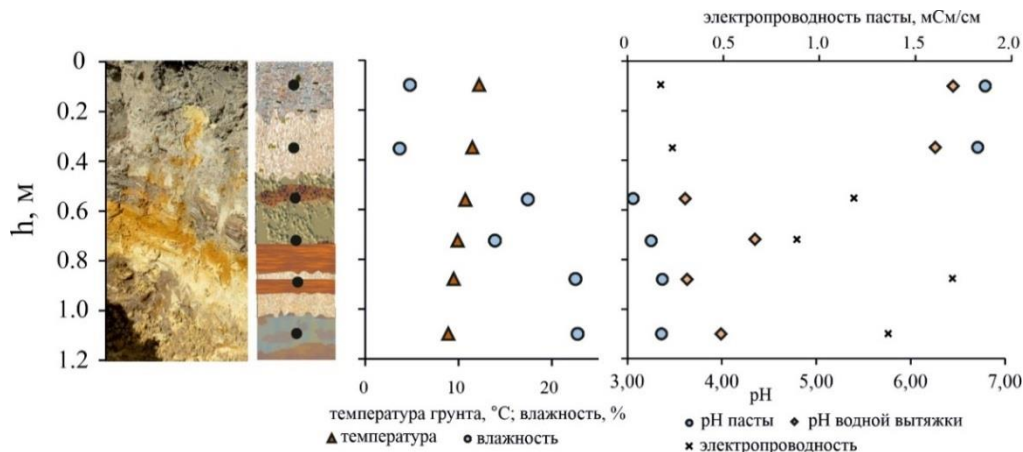 электропроводность пасты, мСм/см
0 0.5 1.0 1.6 2.0
h, м
0
0.2
0.4
0.6
0.8
1.0
1.2
0 10 20
температура грунта, °C; влажность, %
температура влажность
3,00 4,00 5,00 6,00 7,00
pH
pH пасты pH водной вытяжки
электропроводность